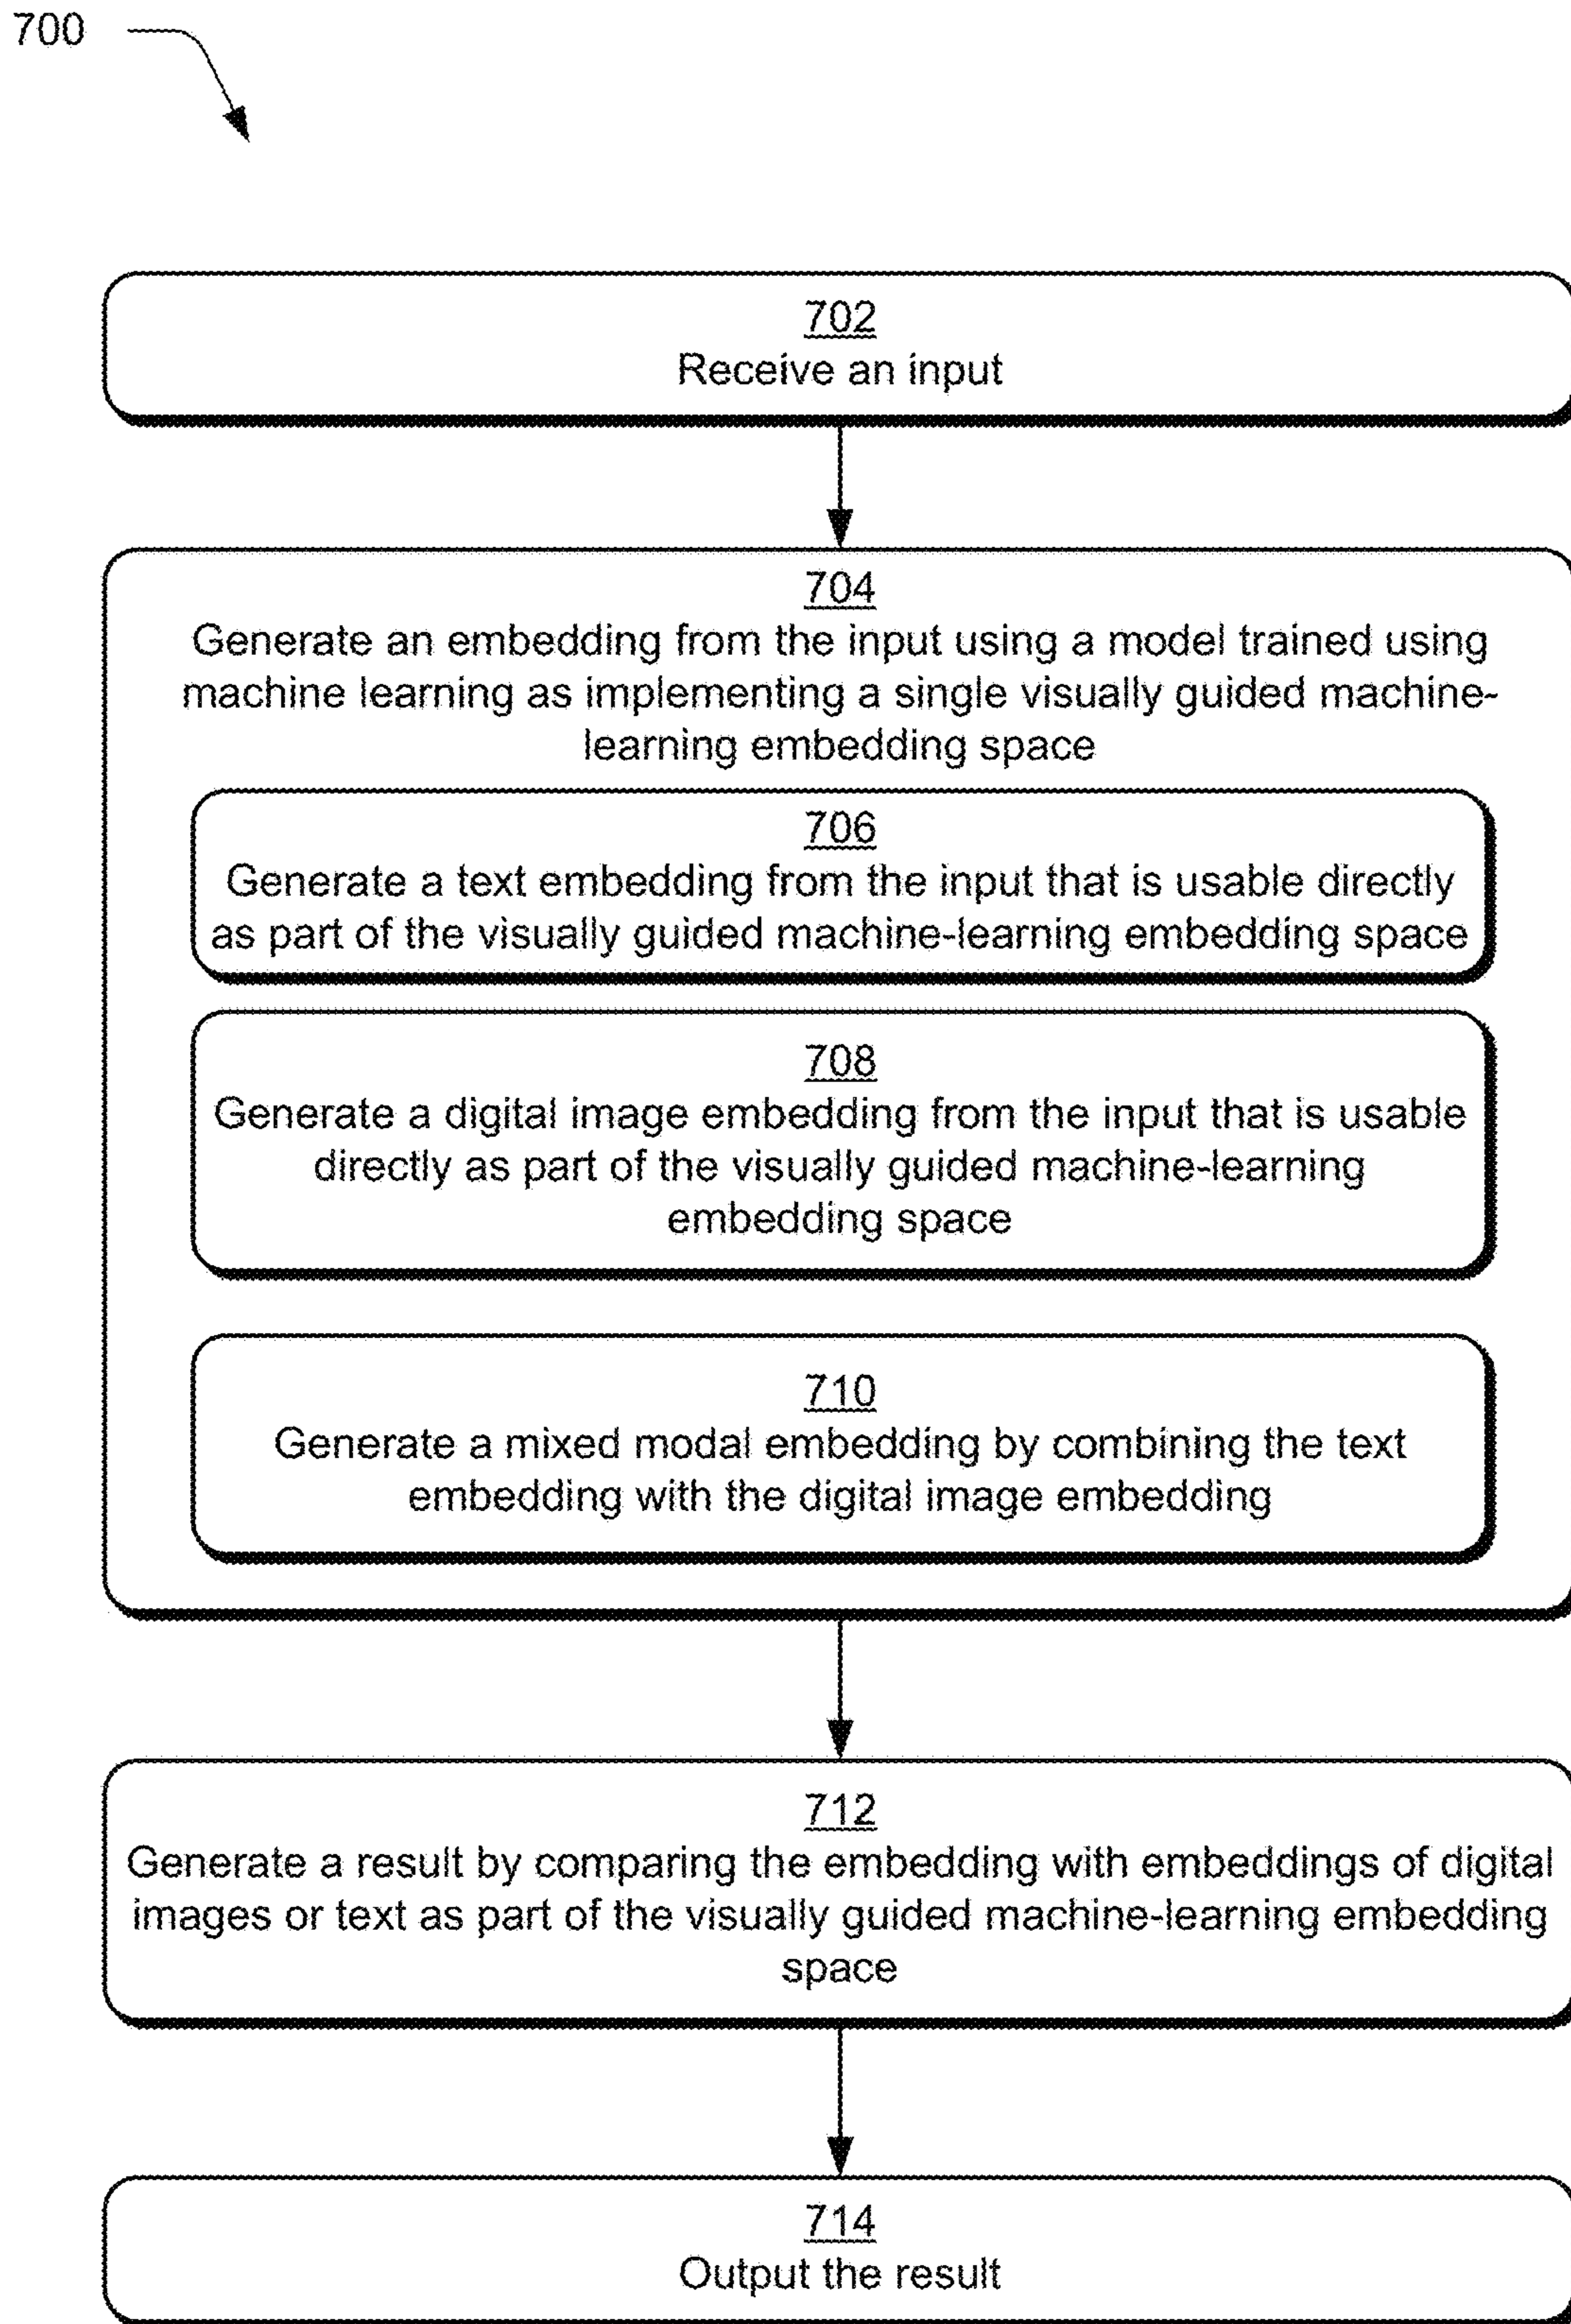 700
702
Receive an input
704
Generate an embedding from the input using a model trained using
machine learning as implementing a single visually guided machine-
learning embedding space
706
Generate a text embedding from the input that is usable directly
as part of the visually guided machine-learning embedding space
708
Generate a digital image embedding from the input that is usable
directly as part of the visually guided machine-learning
embedding space
710
Generate a mixed modal embedding by combining the text
embedding with the digital image embedding
712
Generate a result by comparing the embedding with embeddings of digital
images or text as part of the visually guided machine-learning embedding
space
714
Output the result